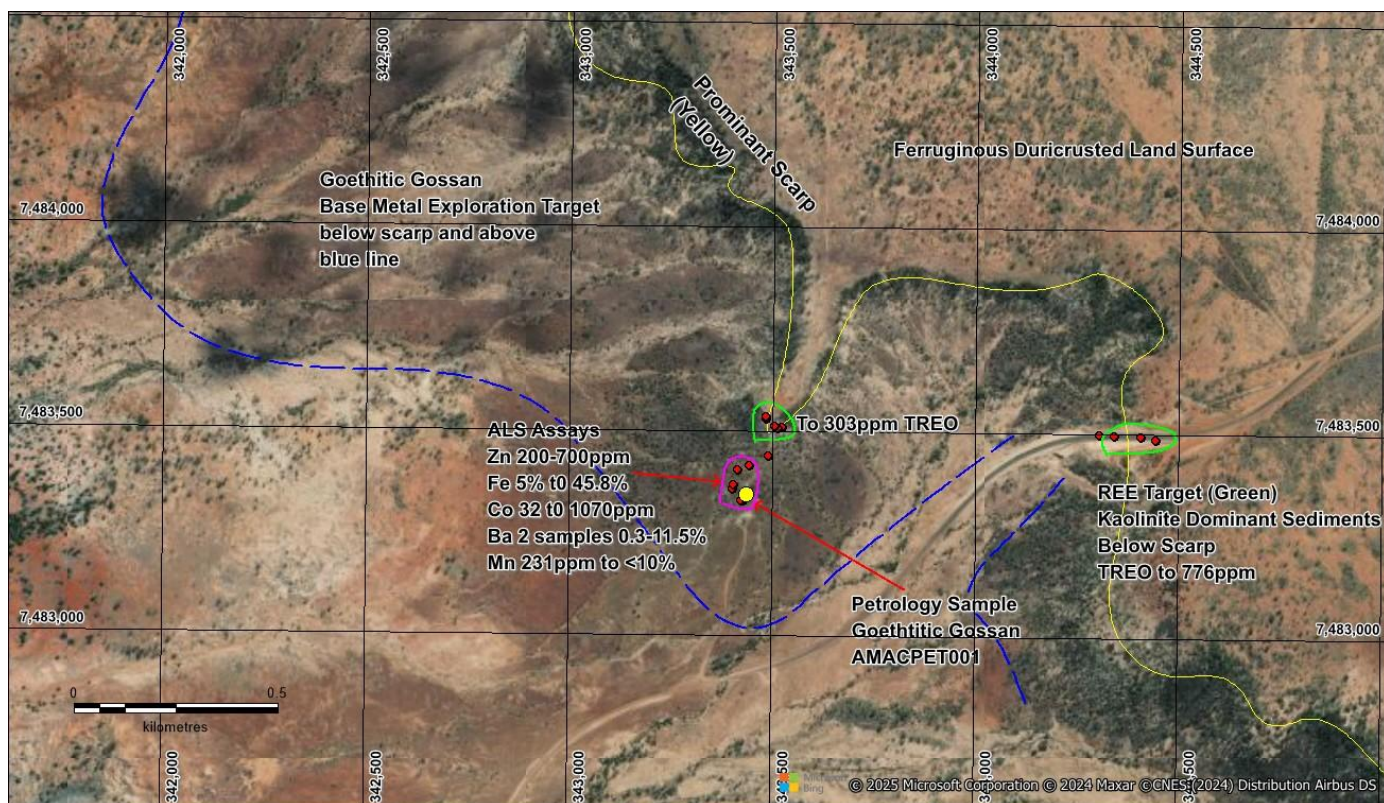 342,000
342,500
343,000
343,500
344,000
344,500
Prominant Scarp
(Yellow)
Ferruginous Duricrusted Land Surface
Goethitic Gossan
Base Metal Exploration Target
below scarp and above
blue line
7,484,000
7,484,000
7,483,500
7,483,500
To 303ppm TREO
ALS Assays
Zn 200-700ppm
Fe 5% t0 45.8%
Co 32 t0 1070ppm
Ba 2 samples 0.3-11.5%
Mn 231ppm to <10%
REE Target (Green)
Kaolinite Dominant Sediments
Below Scarp
TREO to 776ppm
Petrology Sample
Goethtitic Gossan
AMACPET001
7,483,000
7,483,000
0 0.5
kilometres
342,000
342,500
343,000
344,500
Bing
© 2025 Microsoft Corporation © 2024 Maxar ©CNES (2024) Distribution Airbus DS